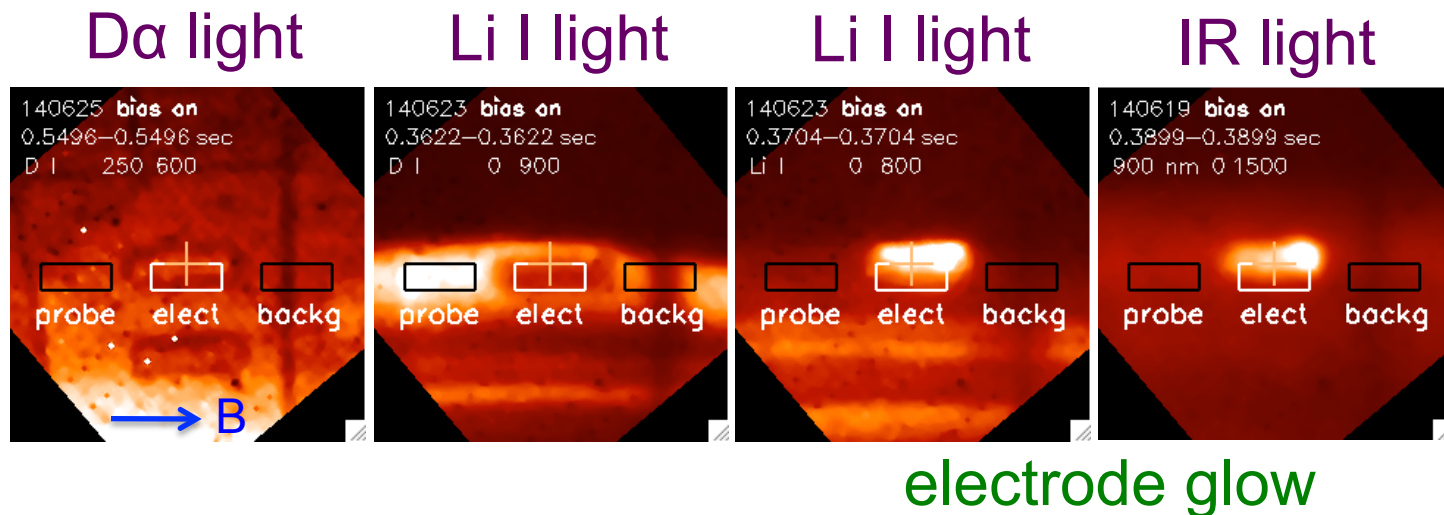 Dα light
Li I light
Li I light
IR light
140625 bias on
0.5496-0.5496 sec
D I 250 600
probe
elect
backg
B
140623 bias on
0.3622-0.3622 sec
D I 0 900
probe
elect
backg
140623 bias on
0.3704-0.3704 sec
Li I 0 800
probe
elect
backg
140619 bias on
0.3899-0.3899 sec
900 nm 0 1500
probe
elect
backg
electrode glow